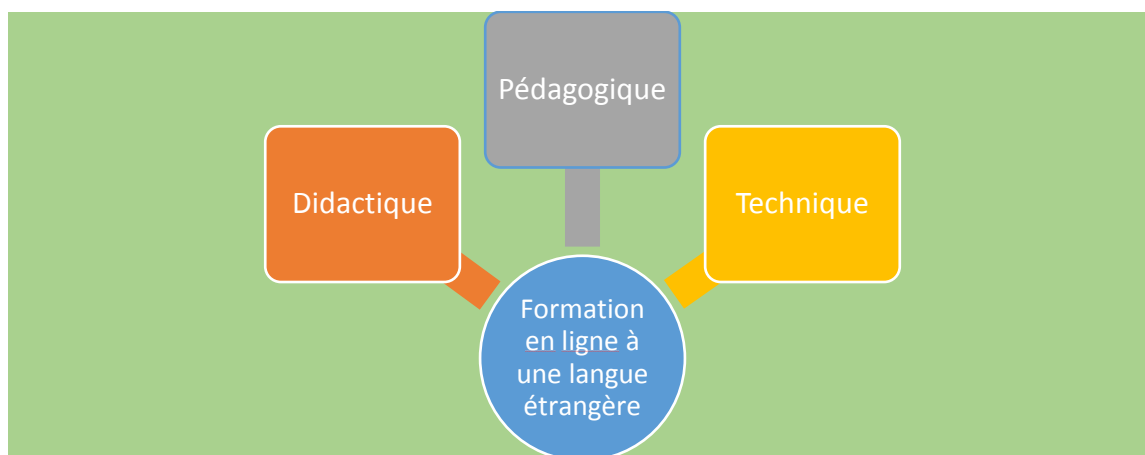 Pédagogique
Didactique
Technique
Formation
en ligne à
une langue
étrangère